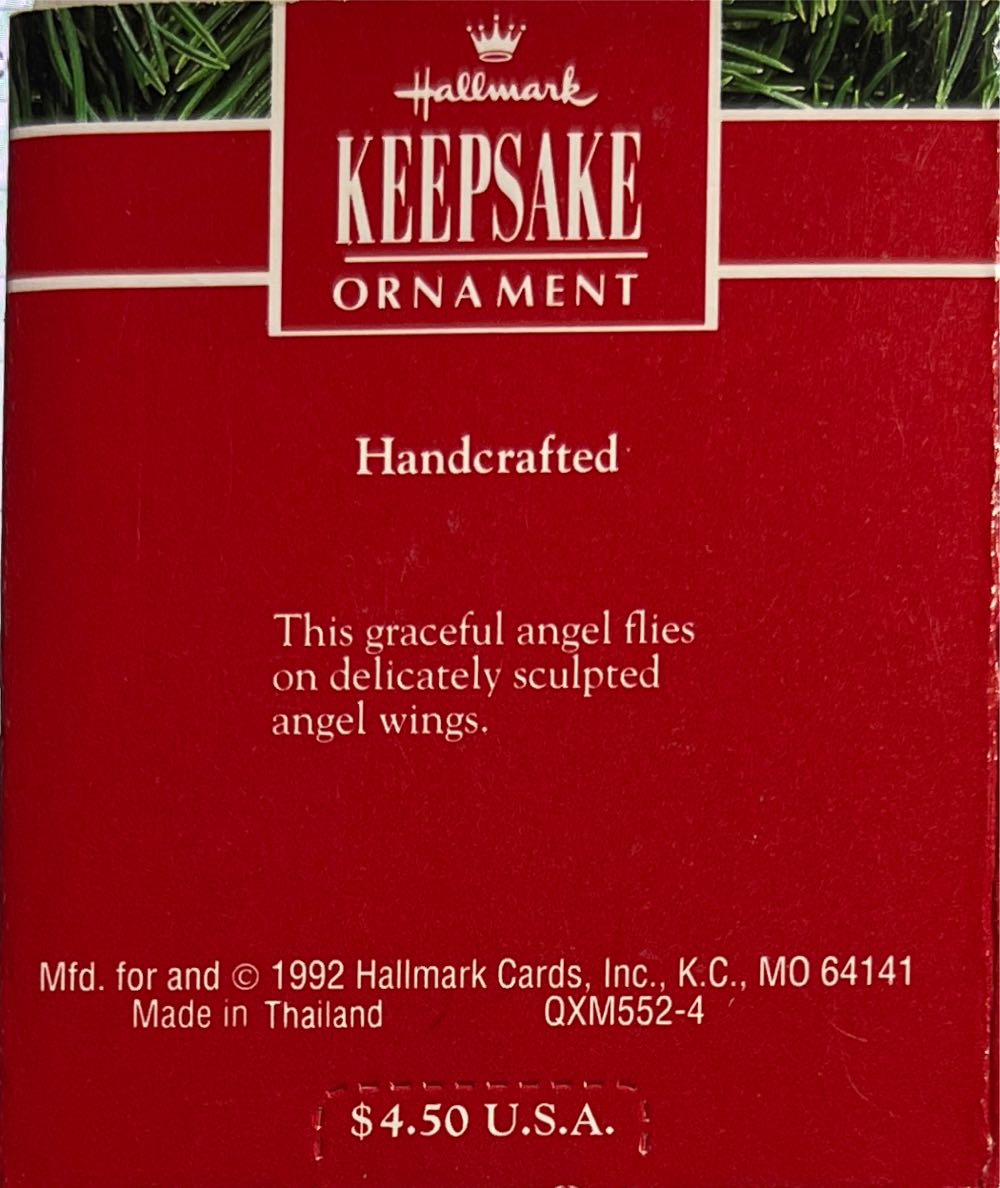 Hallmark
KEEPSAKE
ORNAMENT
Handcrafted
This graceful angel flies
on delicately sculpted
angel wings.
Mfd. for and © 1992 Hallmark Cards, Inc., K.C., MO 64141
Made in Thailand QXM552-4
$4.50 U.S.A.